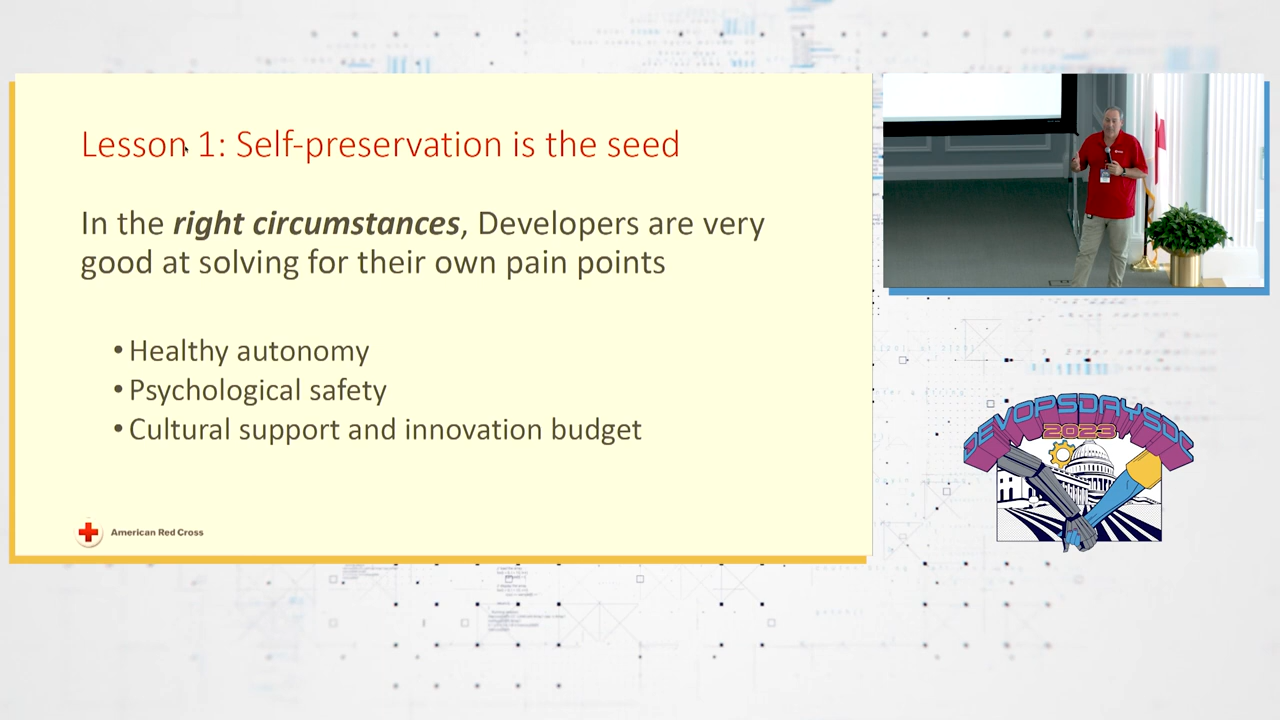 Lesson 1: Self-preservation is the seed
In the right circumstances, Developers are very
good at solving for their own pain points
• Healthy autonomy
• Psychological safety
• Cultural support and innovation budget
American Red Cross
DEVOPSDAYSDC
2023